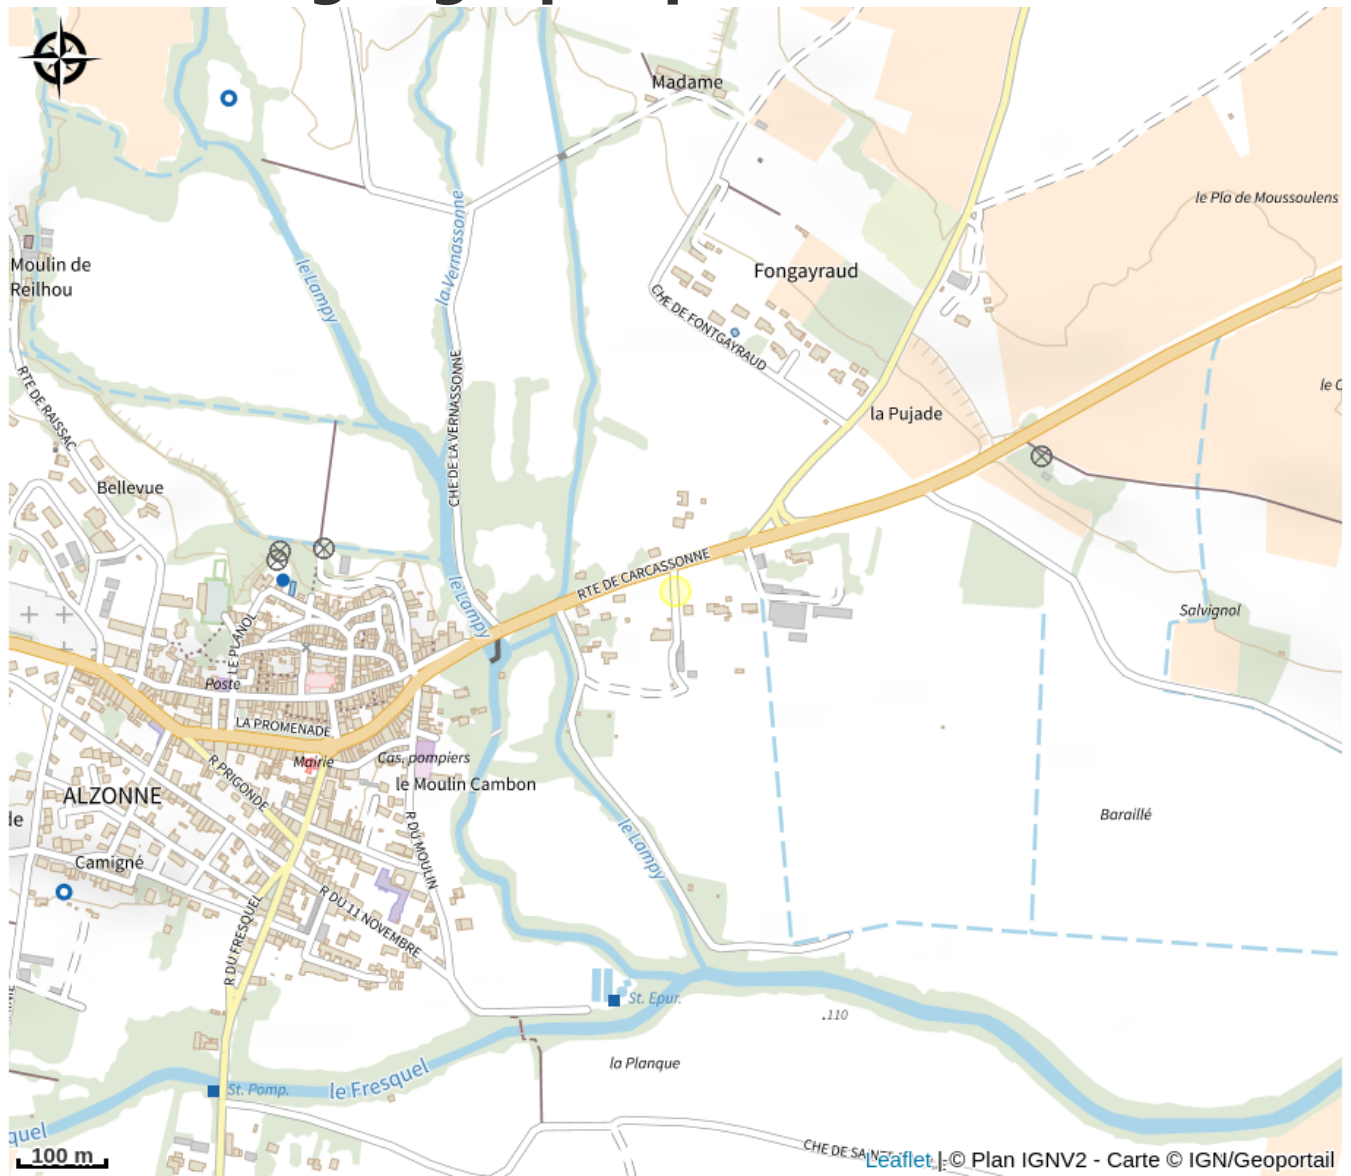 Madame
le Pla de Moussoulens
la Vernassonne
le Lampy
Moulin de
Reilhou
Fongayraud
CHE DE FONTGAYRAUD
RTE DE RAISSAC
CHE DE LA VERNASSONNE
la Pujade
Bellevue
RTE DE CARCASSONNE
le Lampy
LE PLANOL
Salvignol
Poste
LA PROMENADE
Mairie
Cas. pompiers
R PRIGONDE
le Moulin Cambon
ALZONNE
Baraillé
le Lampy
R DU MOULIN
Camigné
R DU 11 NOVEMBRE
R DU FRESQUEL
St. Epur.
.110
la Planque
le Fresquel
St. Pomp.
quel
100 m
Leaflet | © Plan IGNV2 - Carte © IGN/Geoportail